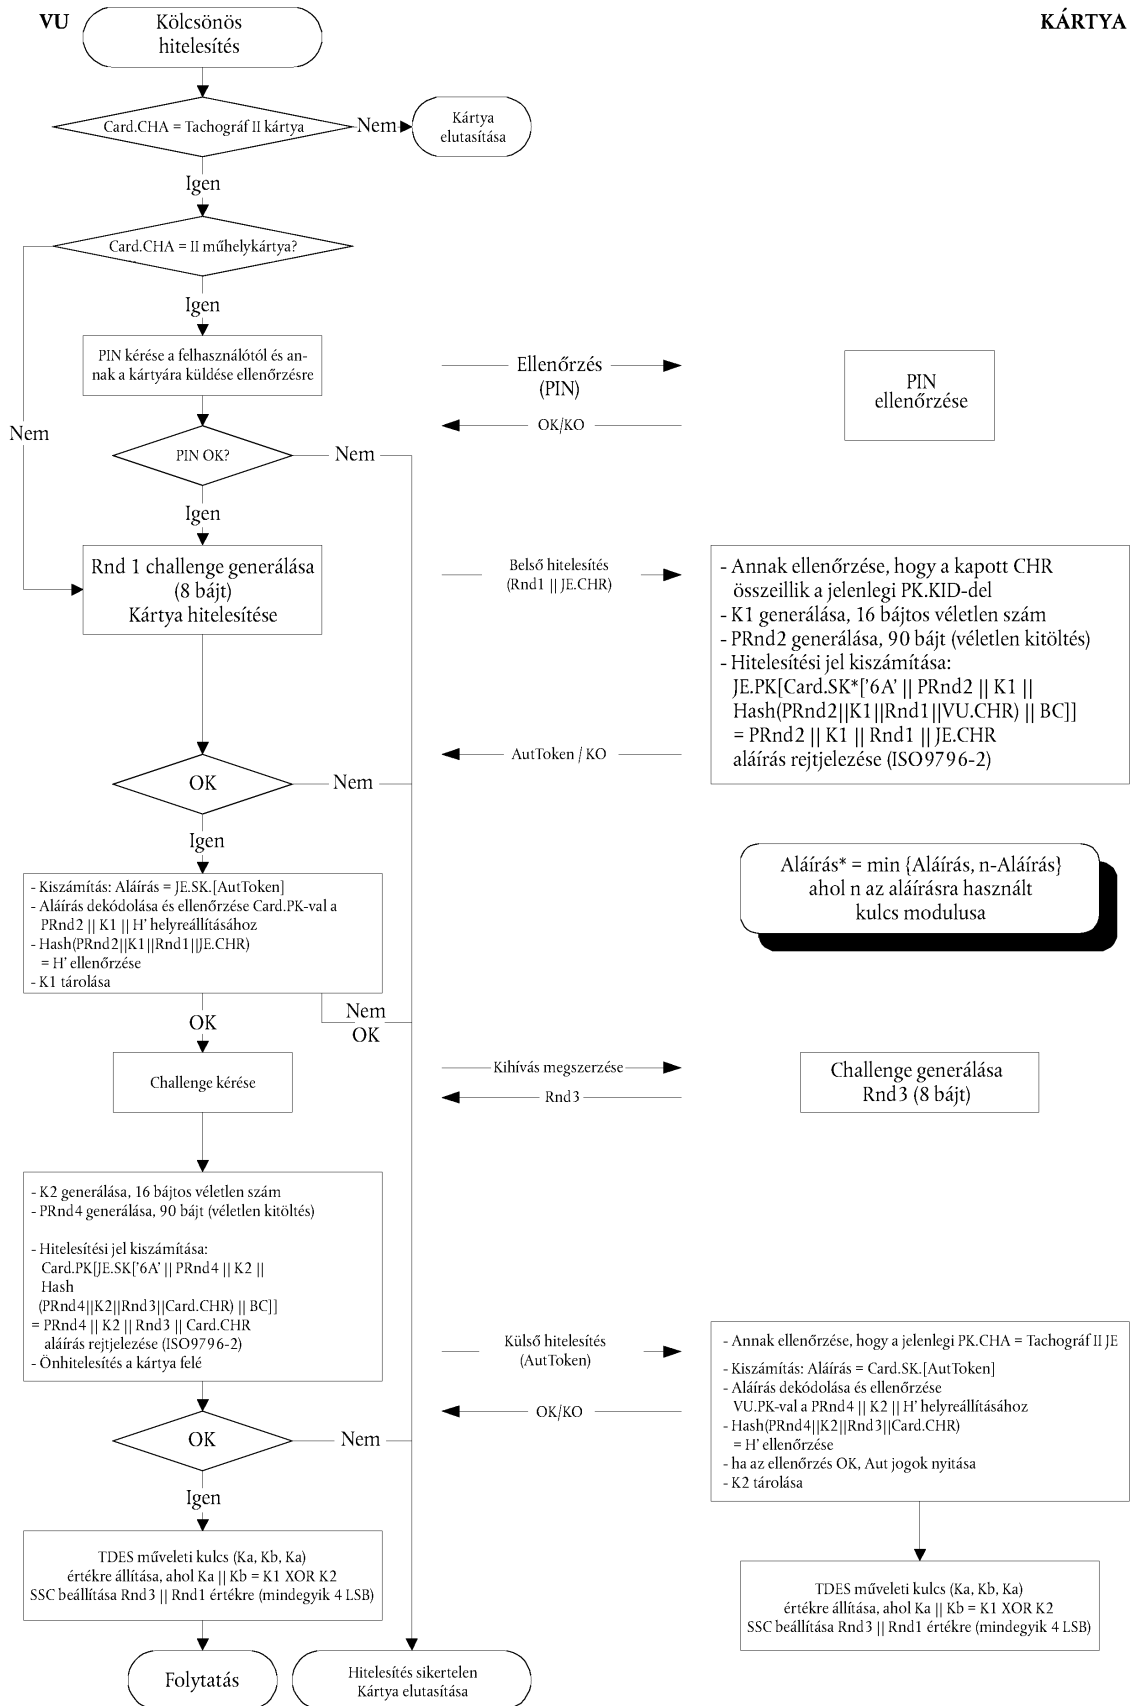 VU
KÁRTYA
Kölcsönös
hitelesítés
Card.CHA = Tachográf II kártya
Nem
Kártya
elutasítása
Igen
Card.CHA = II műhelykártya?
Igen
PIN kérése a felhasználótól és an-
nak a kártyára küldése ellenőrzésre
Ellenőrzés
(PIN)
PIN
ellenőrzése
OK/KO
Nem
PIN OK?
Nem
Igen
Rnd 1 challenge generálása
(8 bájt)
Kártya hitelesítése
Belső hitelesítés
(Rnd1 || JE.CHR)
- Annak ellenőrzése, hogy a kapott CHR
összeillik a jelenlegi PK.KID-del
- K1 generálása, 16 bájtos véletlen szám
- PRnd2 generálása, 90 bájt (véletlen kitöltés)
- Hitelesítési jel kiszámítása:
JE.PK[Card.SK*['6A' || PRnd2 || K1 ||
Hash(PRnd2||K1||Rnd1||VU.CHR) || BC]]
= PRnd2 || K1 || Rnd1 || JE.CHR
aláírás rejtjelezése (ISO9796-2)
AutToken / KO
OK
Nem
Igen
Aláírás* = min {Aláírás, n-Aláírás}
ahol n az aláírásra használt
kulcs modulusa
- Kiszámítás: Aláírás = JE.SK.[AutToken]
- Aláírás dekódolása és ellenőrzése Card.PK-val a
PRnd2 || K1 || H' helyreállításához
- Hash(PRnd2||K1||Rnd1||JE.CHR)
= H' ellenőrzése
- K1 tárolása
OK
Nem
OK
Challenge kérése
Kihívás megszerzése
Rnd3
Challenge generálása
Rnd3 (8 bájt)
- K2 generálása, 16 bájtos véletlen szám
- PRnd4 generálása, 90 bájt (véletlen kitöltés)
- Hitelesítési jel kiszámítása:
Card.PK[JE.SK['6A' || PRnd4 || K2 ||
Hash
(PRnd4||K2||Rnd3||Card.CHR) || BC]]
= PRnd4 || K2 || Rnd3 || Card.CHR
aláírás rejtjelezése (ISO9796-2)
- Önhitelesítés a kártya felé
Külső hitelesítés
(AutToken)
OK/KO
- Annak ellenőrzése, hogy a jelenlegi PK.CHA = Tachográf II JE
- Kiszámítás: Aláírás = Card.SK.[AutToken]
- Aláírás dekódolása és ellenőrzése
VU.PK-val a PRnd4 || K2 || H' helyreállításához
- Hash(PRnd4||K2||Rnd3||Card.CHR)
= H' ellenőrzése
- ha az ellenőrzés OK, Aut jogok nyitása
- K2 tárolása
OK
Nem
Igen
TDES műveleti kulcs (Ka, Kb, Ka)
értékre állítása, ahol Ka || Kb = K1 XOR K2
SSC beállítása Rnd3 || Rnd1 értékre (mindegyik 4 LSB)
TDES műveleti kulcs (Ka, Kb, Ka)
értékre állítása, ahol Ka || Kb = K1 XOR K2
SSC beállítása Rnd3 || Rnd1 értékre (mindegyik 4 LSB)
Folytatás
Hitelesítés sikertelen
Kártya elutasítása